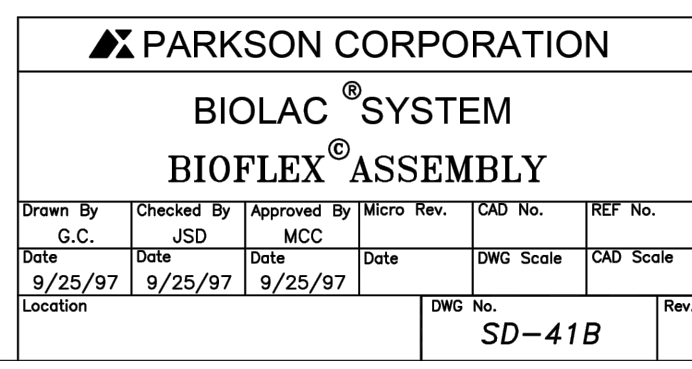 PARKSON CORPORATION
BIOLAC ® SYSTEM
BIOFLEX © ASSEMBLY
Drawn By Checked By Approved By Micro Rev. CAD No. REF No.
G.C. JSD MCC
Date Date Date Date DWG Scale CAD Scale
9/25/97 9/25/97 9/25/97
Location DWG No. Rev.
SD-41B